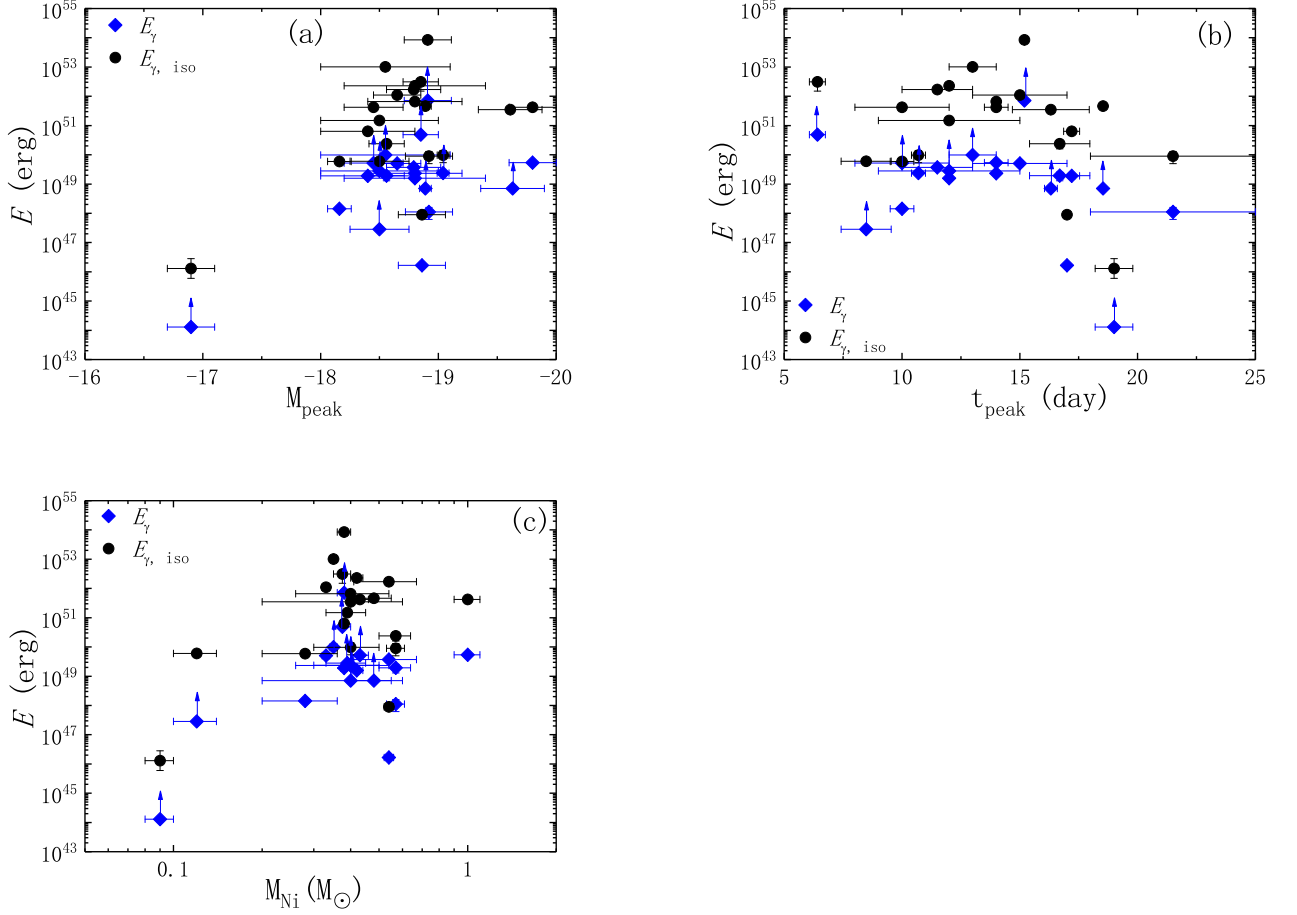 10^55
10^53
10^51
10^49
10^47
10^45
10^43
E (erg)
E_γ
E_γ, iso
(a)
-16
-17
-18
-19
-20
M_peak
10^55
10^53
10^51
10^49
10^47
10^45
10^43
E (erg)
(b)
E_γ
E_γ, iso
5
10
15
20
25
t_peak (day)
10^55
10^53
10^51
10^49
10^47
10^45
10^43
E (erg)
E_γ
E_γ, iso
(c)
0.1
1
M_Ni (M_⊙)